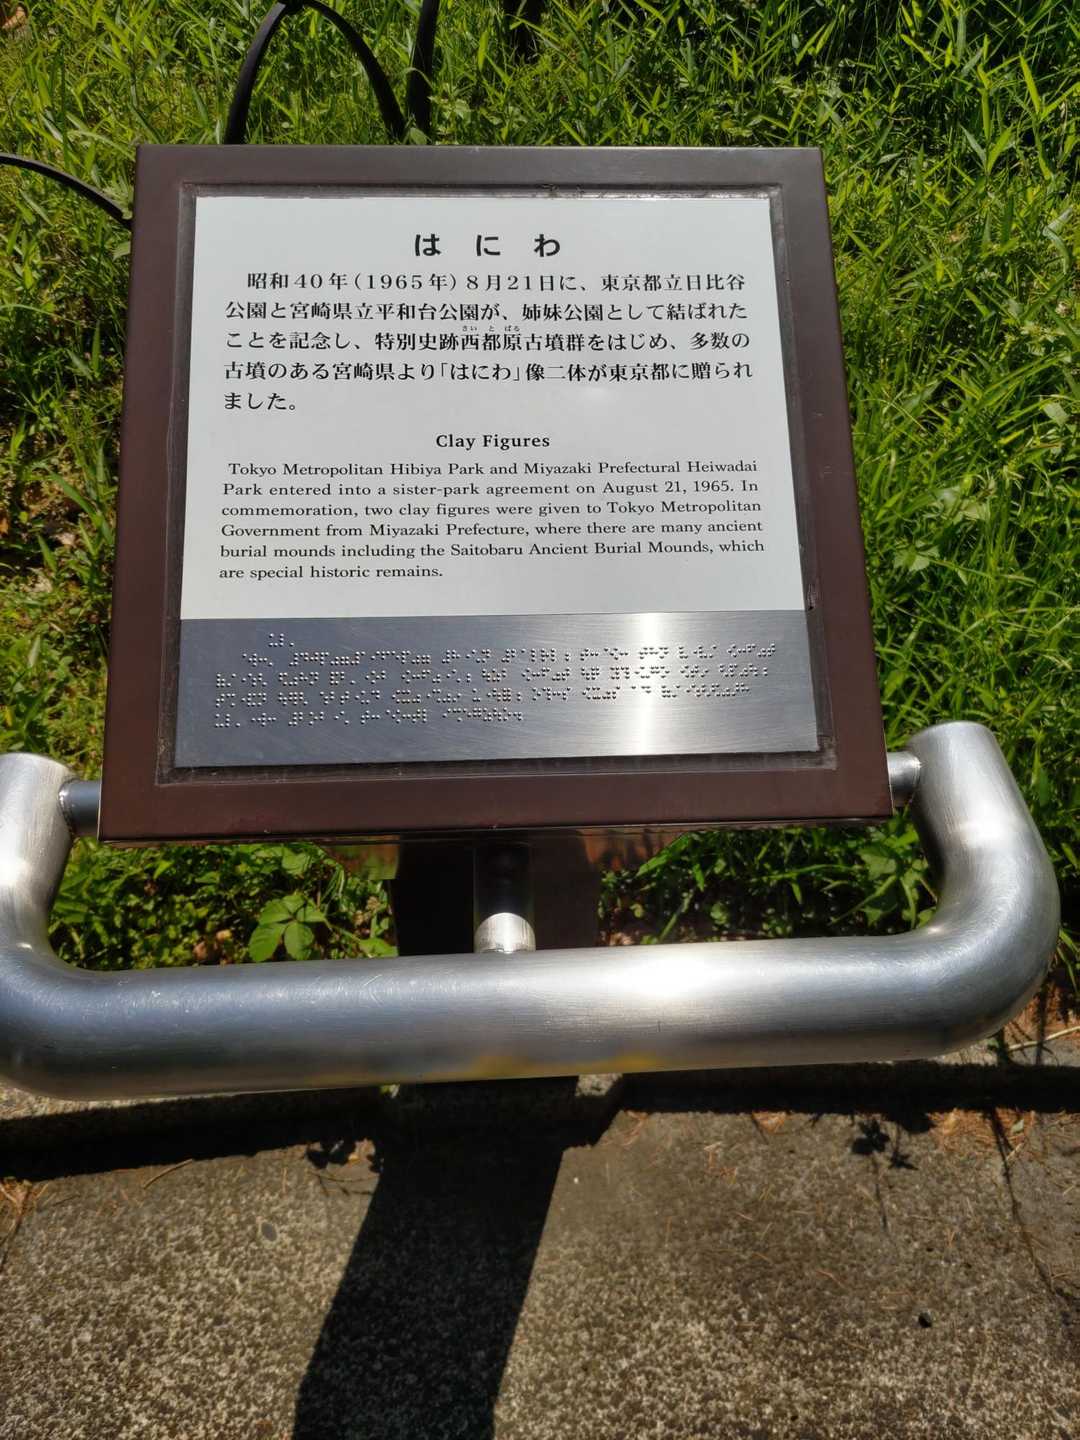 はにわ
昭和40年（1965年）8月21日に、東京都立日比谷
公園と宮崎県立平和台公園が、姉妹公園として結ばれた
ことを記念し、特別史跡西都原古墳群をはじめ、多数の
古墳のある宮崎県より「はにわ」像二体が東京都に贈られ
ました。
Clay Figures
Tokyo Metropolitan Hibiya Park and Miyazaki Prefectural Heiwadai
Park entered into a sister-park agreement on August 21, 1965. In
commemoration, two clay figures were given to Tokyo Metropolitan
Government from Miyazaki Prefecture, where there are many ancient
burial mounds including the Saitobaru Ancient Burial Mounds, which
are special historic remains.